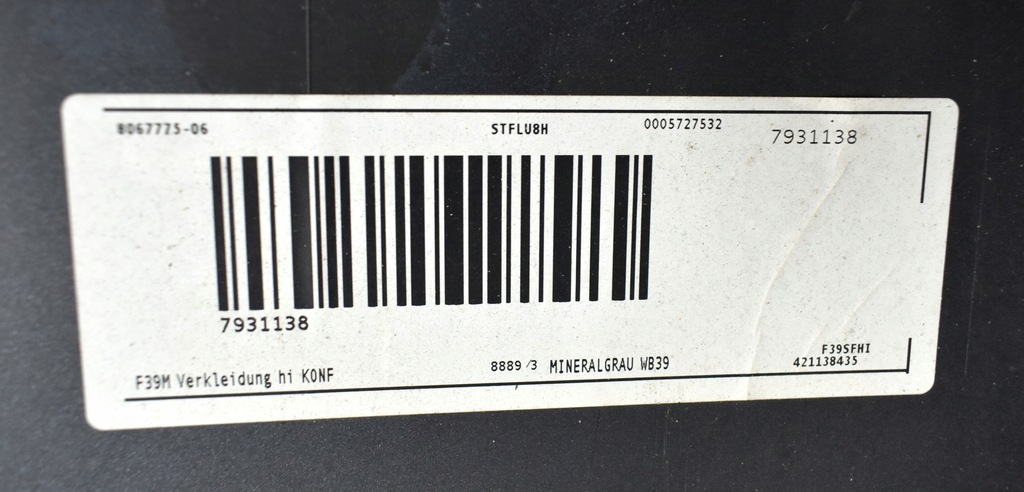 8067775-06 STFLU8H 0005727532 7931138
7931138
F39M Verkleidung hi KONF 8889/3 MINERALGRAU WB39
F39SFHI
421138435